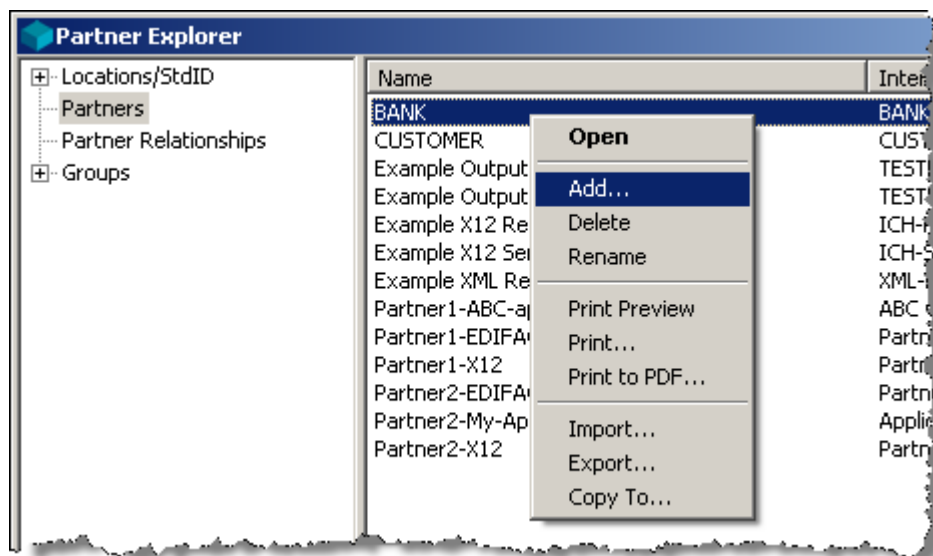 Partner Explorer
Locations/StdID
Partners
Partner Relationships
Groups
Name
BANK
CUSTOMER
Example Output
Example Output
Example X12 Re
Example X12 Se
Example XML Re
Partner1-ABC-a
Partner1-EDIFA
Partner1-X12
Partner2-EDIFA
Partner2-My-Ap
Partner2-X12
Open
Add...
Delete
Rename
Print Preview
Print...
Print to PDF...
Import...
Export...
Copy To...
Inter
BANK
CUST
TEST
TEST
ICH-
ICH-S
XML-
ABC
Partn
Partn
Partn
Applic
Partn